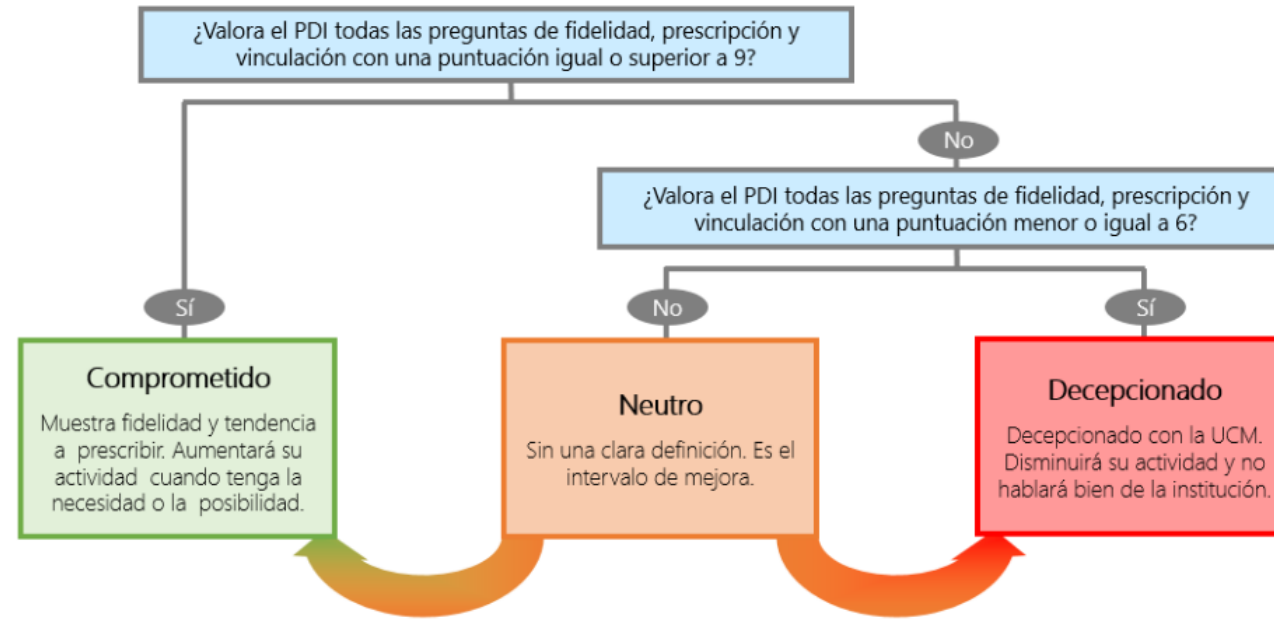 ¿Valora el PDI todas las preguntas de fidelidad, prescripción y
vinculación con una puntuación igual o superior a 9?
No
¿Valora el PDI todas las preguntas de fidelidad, prescripción y
vinculación con una puntuación menor o igual a 6?
Sí
No
Sí
Comprometido
Muestra fidelidad y tendencia
a prescribir. Aumentará su
actividad cuando tenga la
necesidad o la posibilidad.
Neutro
Sin una clara definición. Es el
intervalo de mejora.
Decepcionado
Decepcionado con la UCM.
Disminuirá su actividad y no
hablará bien de la institución.